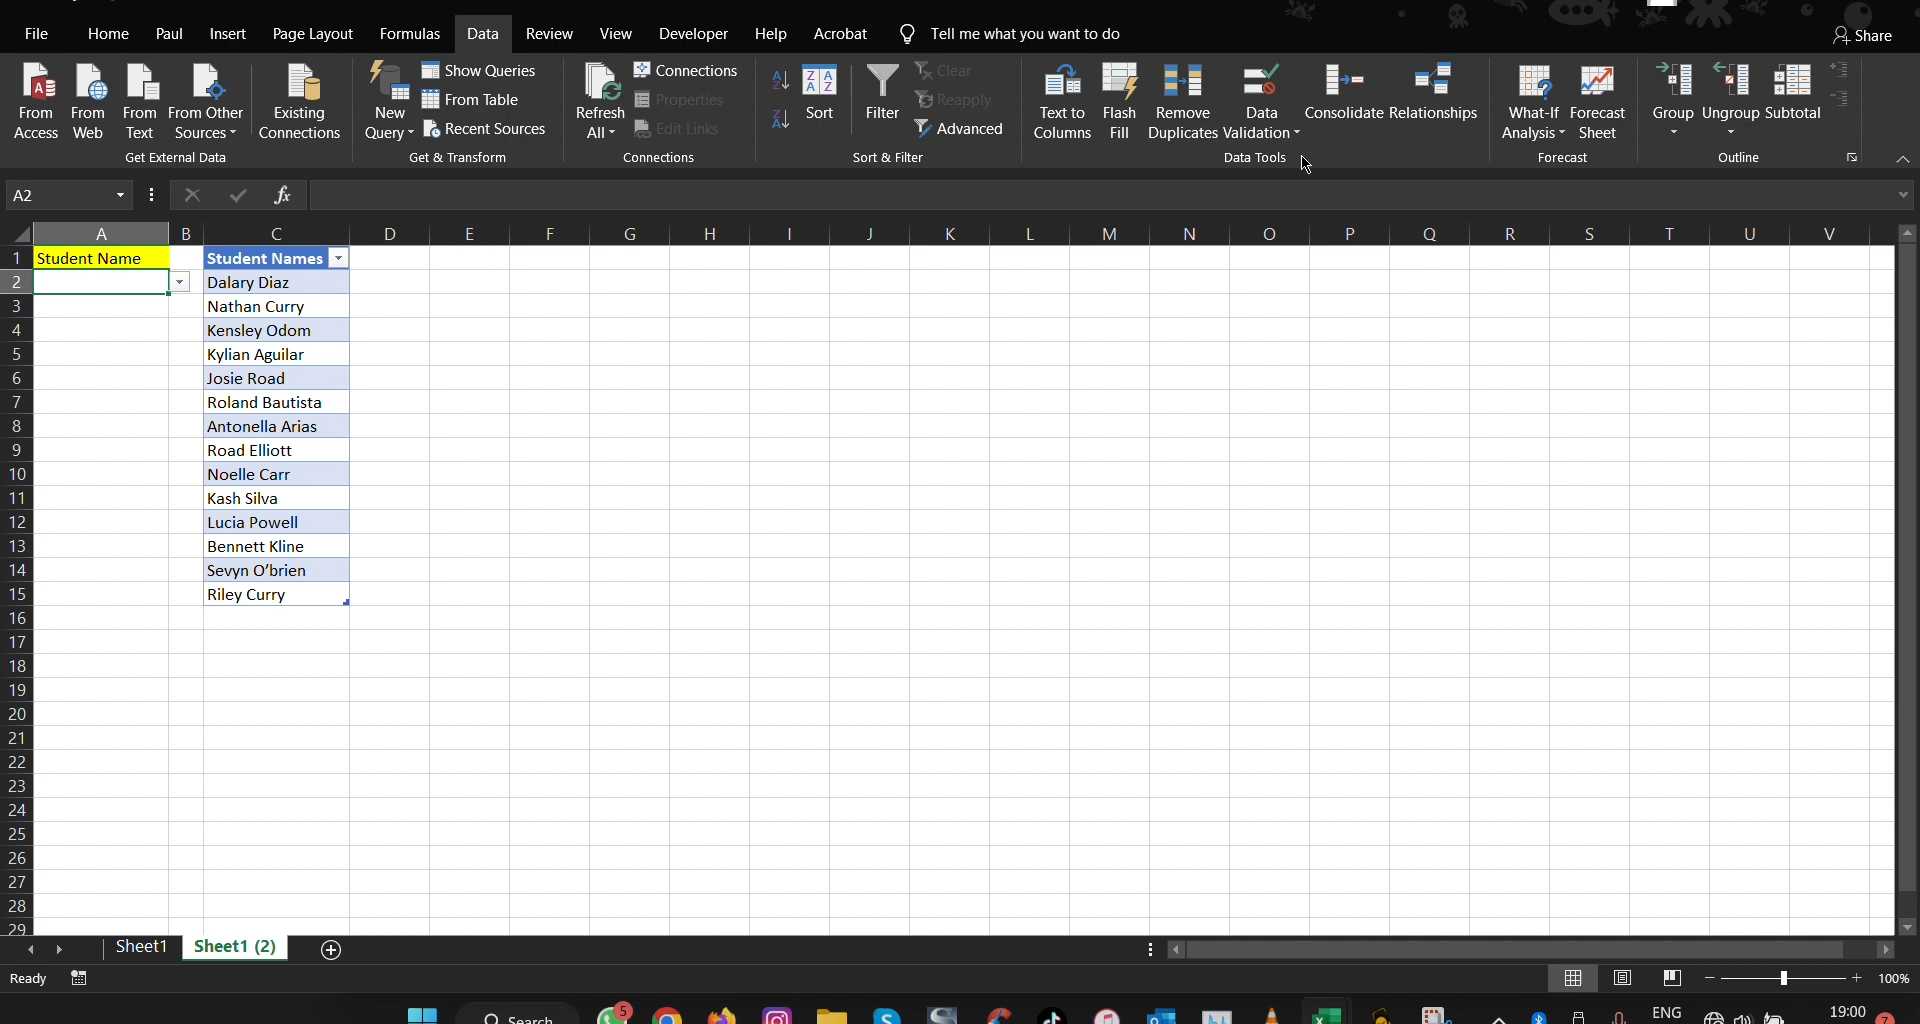 File Home Paul Insert Page Layout Formulas Data Review View Developer Help Acrobat Tell me what you want to do Share
From Access
From Web
From Text
From Other Sources
Existing Connections
Get External Data
New Query
Show Queries
From Table
Recent Sources
Get & Transform
Refresh All
Connections
Properties
Edit Links
Connections
Sort
Filter
Clear
Reapply
Advanced
Sort & Filter
Text to Columns
Flash Fill
Remove Duplicates
Data Validation
Consolidate
Relationships
Data Tools
What-If Analysis
Forecast Sheet
Forecast
Group
Ungroup
Subtotal
Outline
A2 fx
A B C D E F G H I J K L M N O P Q R S T U V
1 Student Name Student Names
2 Dalary Diaz
3 Nathan Curry
4 Kensley Odom
5 Kylian Aguilar
6 Josie Road
7 Roland Bautista
8 Antonella Arias
9 Road Elliott
10 Noelle Carr
11 Kash Silva
12 Lucia Powell
13 Bennett Kline
14 Sevyn O’brien
15 Riley Curry
16
17
18
19
20
21
22
23
24
25
26
27
28
29
Sheet1 Sheet1 (2)
Ready 100%
Search 5 ENG 19:00 7